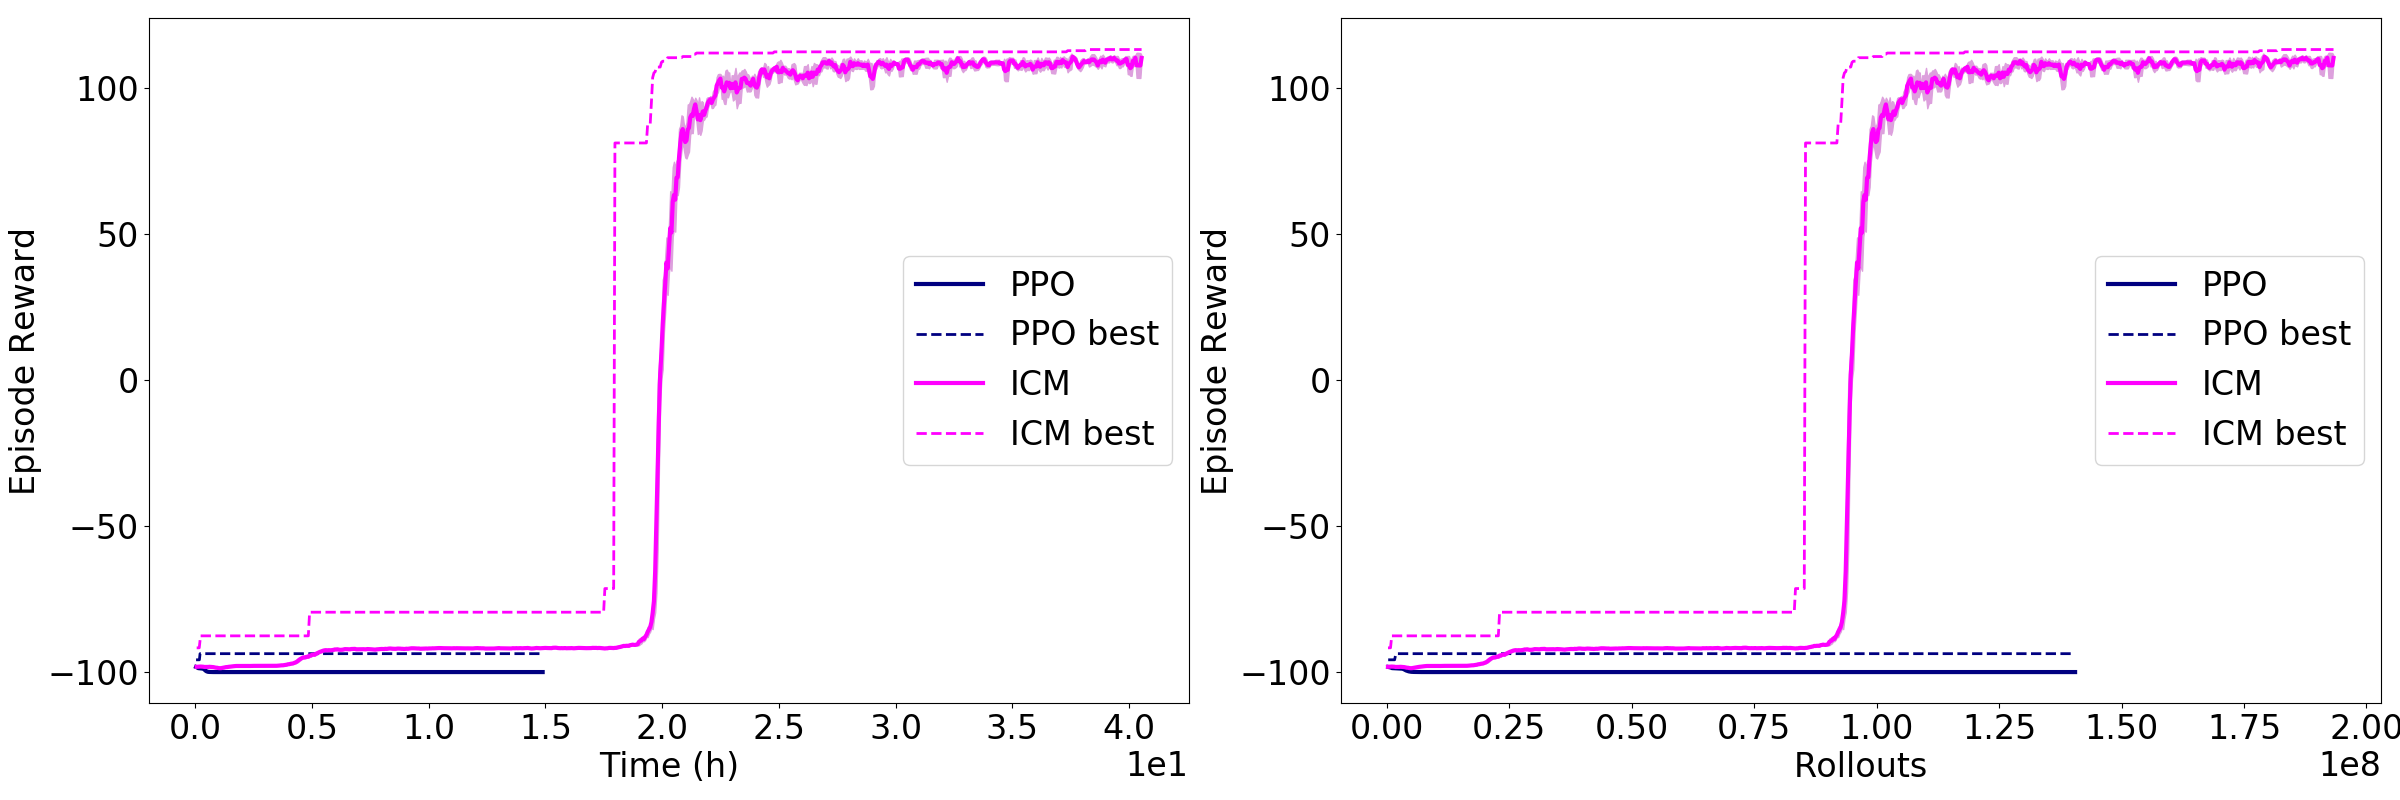 Episode Reward
100
50
0
−50
−100
0.0 0.5 1.0 1.5 2.0 2.5 3.0 3.5 4.0
1e1
Time (h)
PPO
PPO best
ICM
ICM best
Episode Reward
100
50
0
−50
−100
0.00 0.25 0.50 0.75 1.00 1.25 1.50 1.75 2.00
1e8
Rollouts
PPO
PPO best
ICM
ICM best